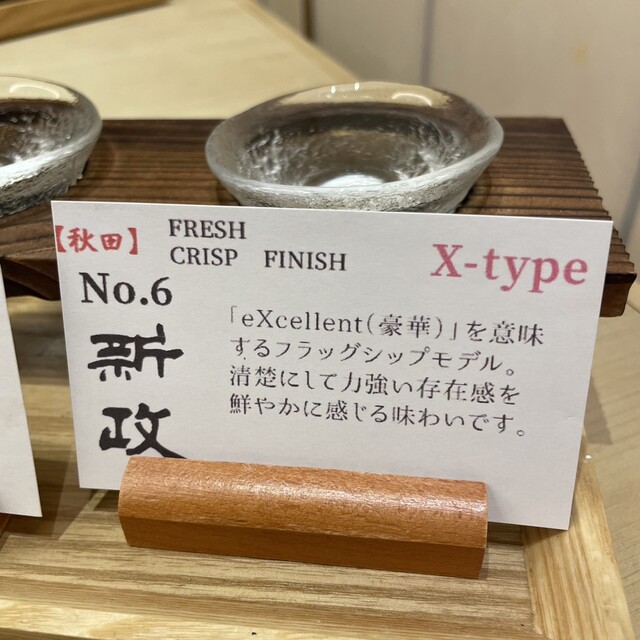 【秋田】
FRESH
CRISP FINISH
X-type
No.6
新政
「eXcellent(豪華)」を意味
するフラッグシップモデル。
清楚にして力強い存在感を
鮮やかに感じる味わいです。